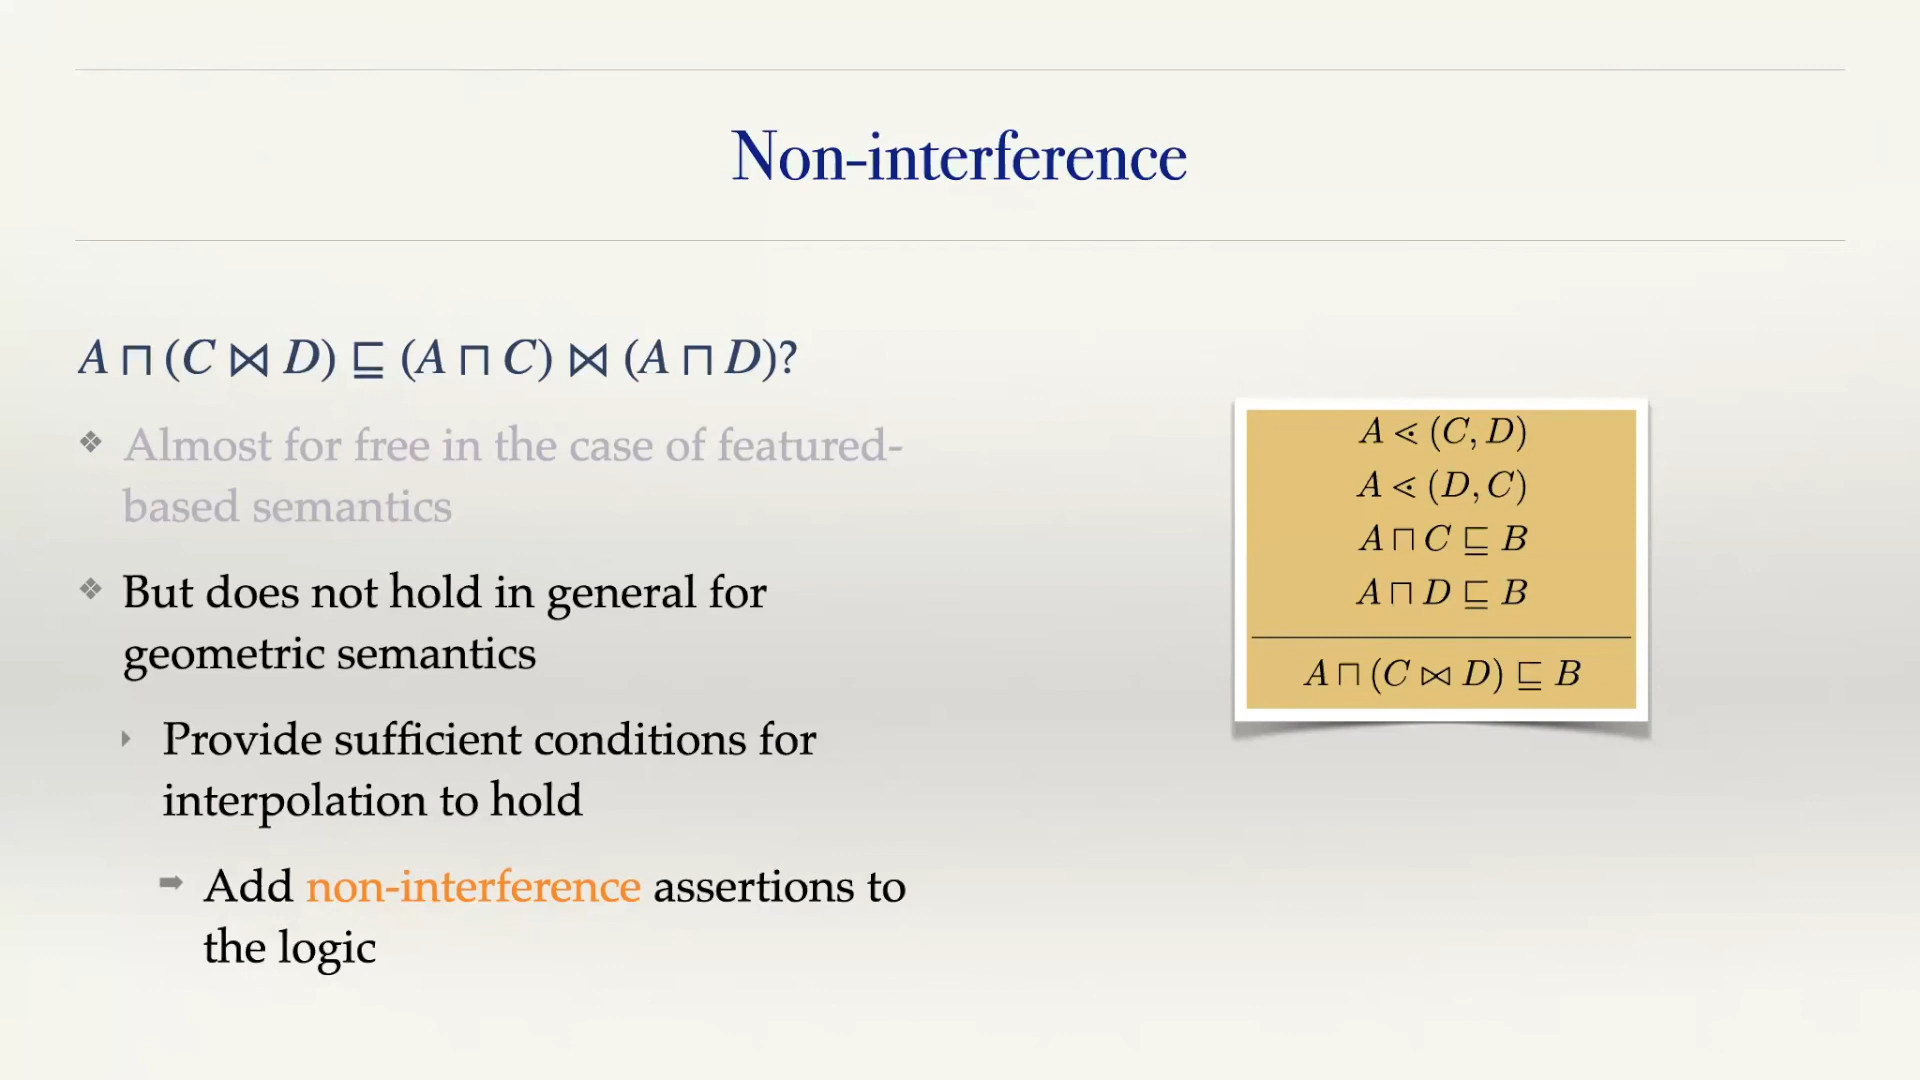 Non-interference
A ⊓ (C ⋈ D) ⊑ (A ⊓ C) ⋈ (A ⊓ D)?
❖ Almost for free in the case of featured-
based semantics
❖ But does not hold in general for
geometric semantics
‣ Provide sufficient conditions for
interpolation to hold
➡ Add non-interference assertions to
the logic
A ⋖ (C, D)
A ⋖ (D, C)
A ⊓ C ⊑ B
A ⊓ D ⊑ B
A ⊓ (C ⋈ D) ⊑ B